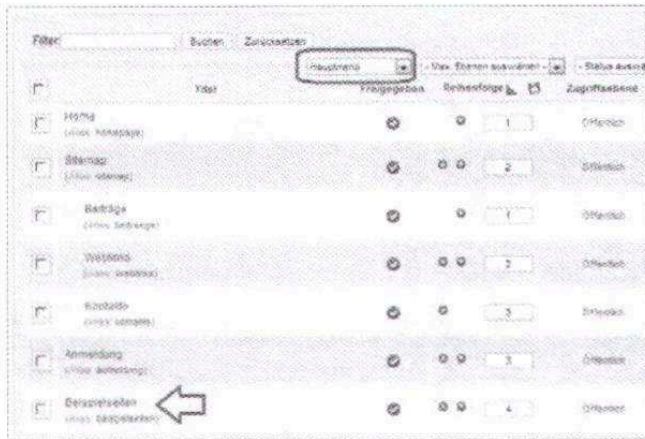 Filter Suchen Zurücksetzen
Hauptmenü - Max. Ebenen auswählen - - Status auswä
Titel Freigegeben Reihenfolge Zugriffsebene
Home 1 Öffentlich
(Alias: homepage)
Sitemap 2 Öffentlich
(Alias: sitemap)
Beiträge 1 Öffentlich
(Alias: beitraege)
Weblinks 2 Öffentlich
(Alias: weblinks)
Kontakte 3 Öffentlich
(Alias: kontakte)
Anmeldung 3 Öffentlich
(Alias: anmeldung)
Beispielseiten 4 Öffentlich
(Alias: beispielseiten)